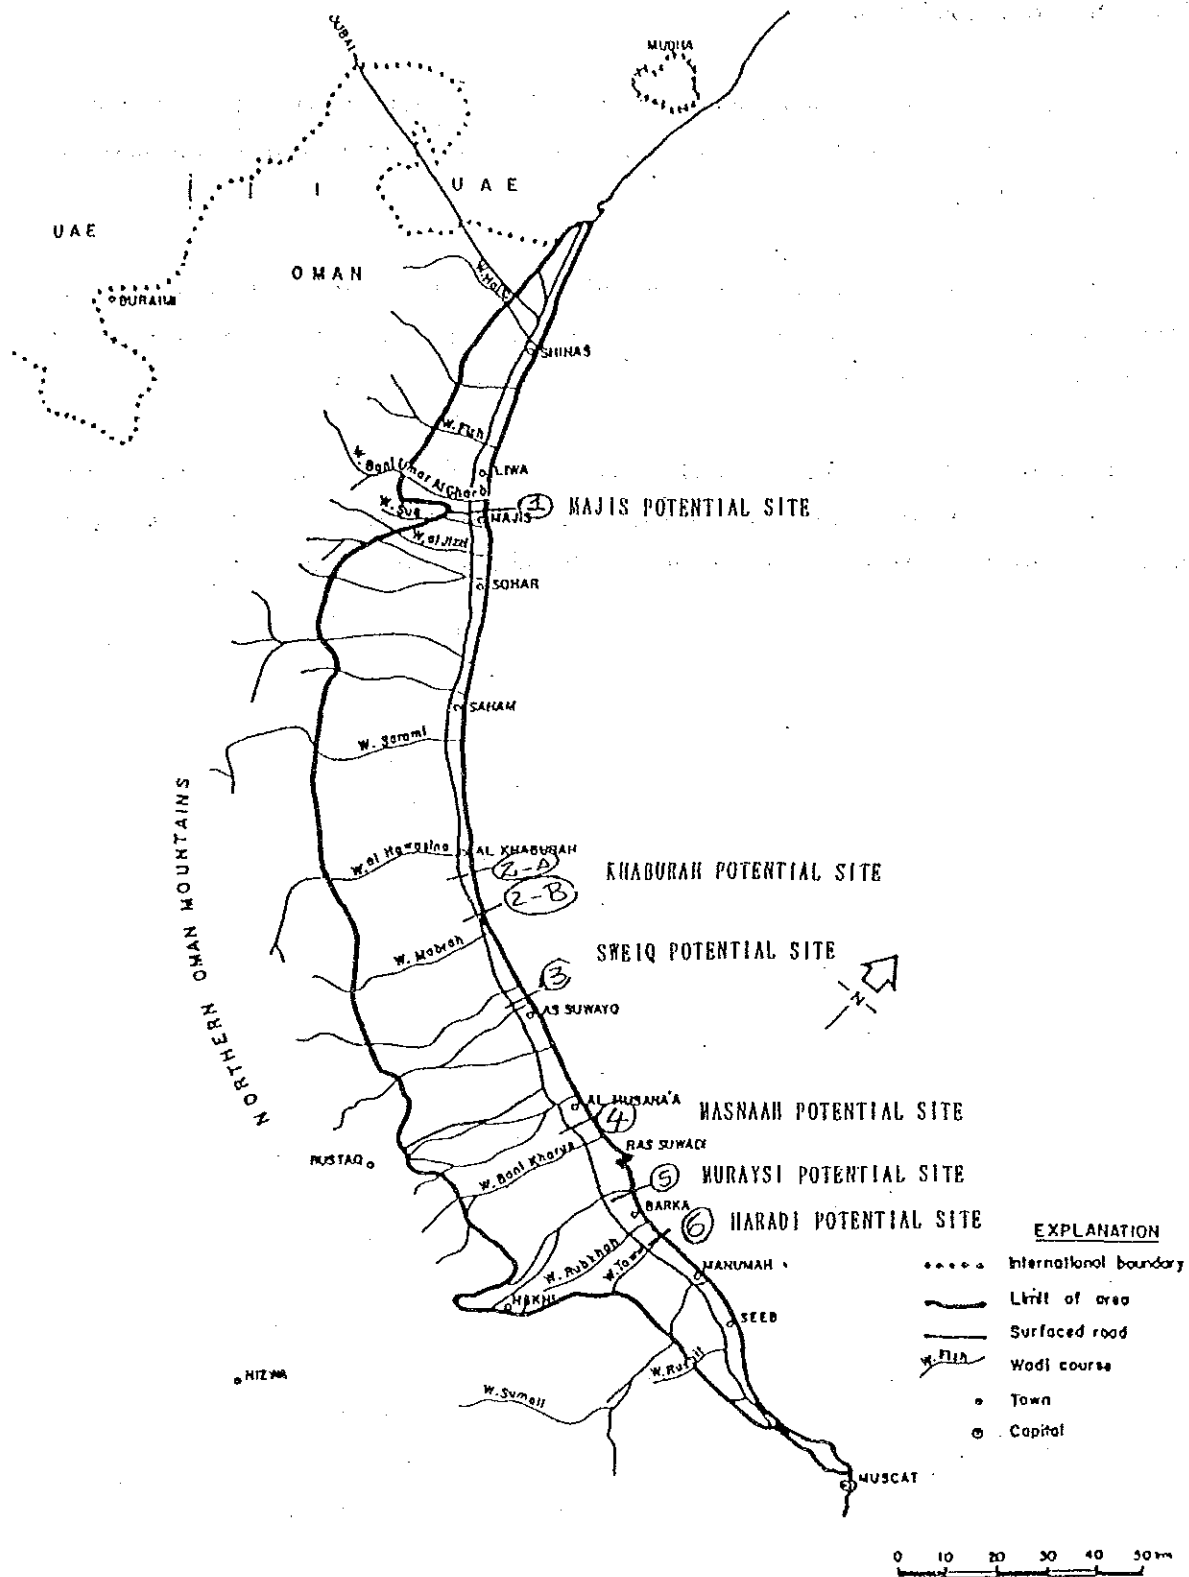 DUBAI
MUDHA
UAE
UAE
OMAN
BURAIMI
W. Hatta
SHINAS
W. Fizh
LIWA
W. Bani Umar Al Gharbi
① MAJIS POTENTIAL SITE
W. Suq
MAJIS
W. al Jizzi
SOHAR
SAHAM
W. Sarami
NORTHERN OMAN MOUNTAINS
W. al Hawasina
AL KHABURAH
2-A
KHABURAH POTENTIAL SITE
2-B
W. Mabrah
SWEIQ POTENTIAL SITE
3
N
AS SUWAYQ
AL MUSANA'A
MASNAAH POTENTIAL SITE
4
RAS SUWADI
RUSTAQ
W. Bani Kharus
5
MURAYSI POTENTIAL SITE
BARKA
6
HARADI POTENTIAL SITE
W. Rubkhah
W. Taww
MANUMAH
NAKHL
SEEB
NIZWA
W. Rusail
W. Sumail
MUSCAT
EXPLANATION
International boundary
Limit of area
Surfaced road
W. Fizh
Wadi course
Town
Capital
0 10 20 30 40 50 km